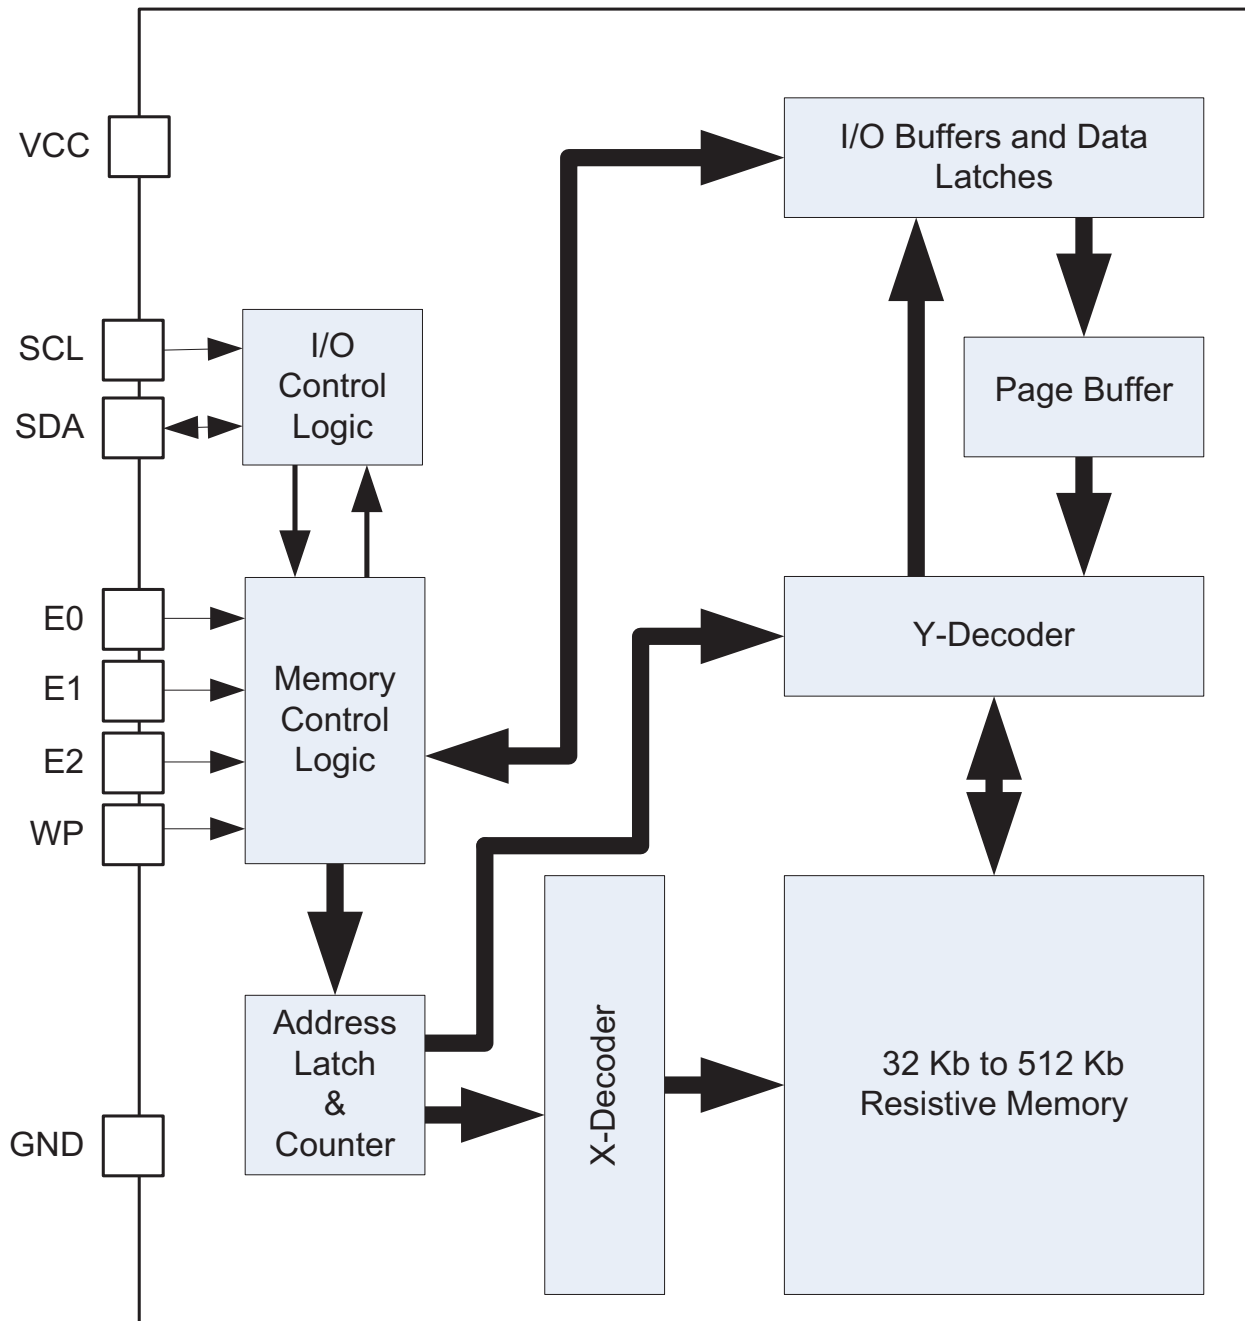 VCC
I/O Buffers and Data
Latches
SCL
I/O
Control
Logic
SDA
Page Buffer
E0
Y-Decoder
E1
Memory
Control
Logic
E2
WP
Address
Latch
&
Counter
X-Decoder
32 Kb to 512 Kb
Resistive Memory
GND